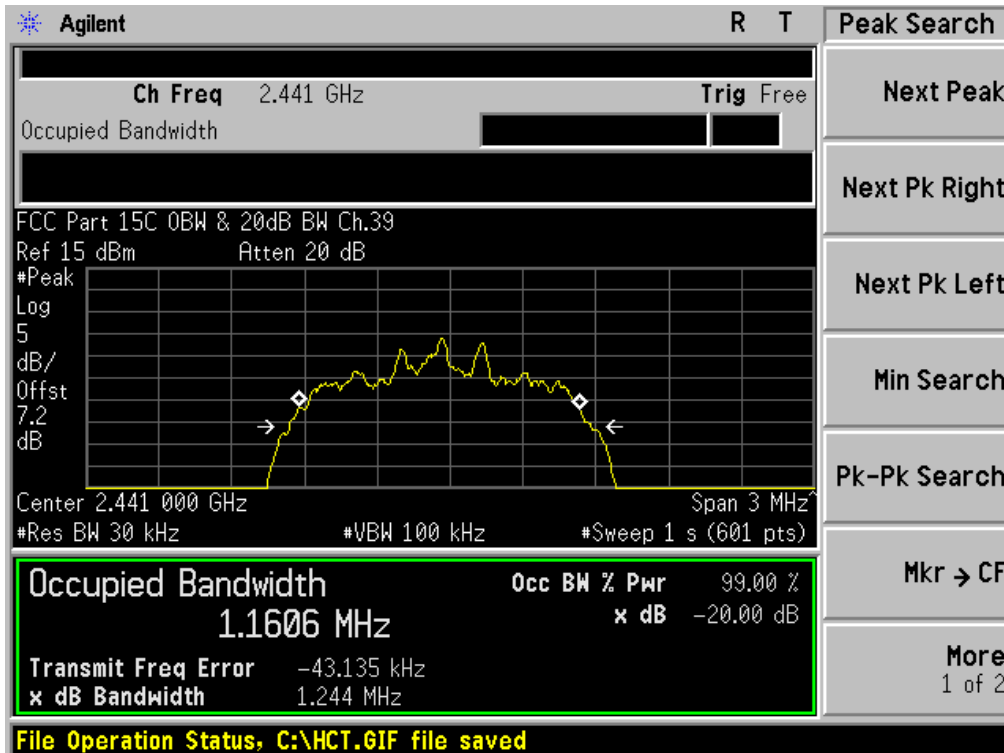 Agilent R T Peak Search
Ch Freq 2.441 GHz Trig Free
Occupied Bandwidth
Next Peak
Next Pk Right
FCC Part 15C OBW & 20dB BW Ch.39
Ref 15 dBm Atten 20 dB
#Peak
Log
5
dB/
Offst
7.2
dB
Next Pk Left
Min Search
Pk-Pk Search
Center 2.441 000 GHz Span 3 MHz^
#Res BW 30 kHz #VBW 100 kHz #Sweep 1 s (601 pts)
Occupied Bandwidth Occ BW % Pwr 99.00 %
1.1606 MHz x dB -20.00 dB
Mkr → CF
Transmit Freq Error -43.135 kHz
x dB Bandwidth 1.244 MHz
More
1 of 2
File Operation Status, C:\HCT.GIF file saved